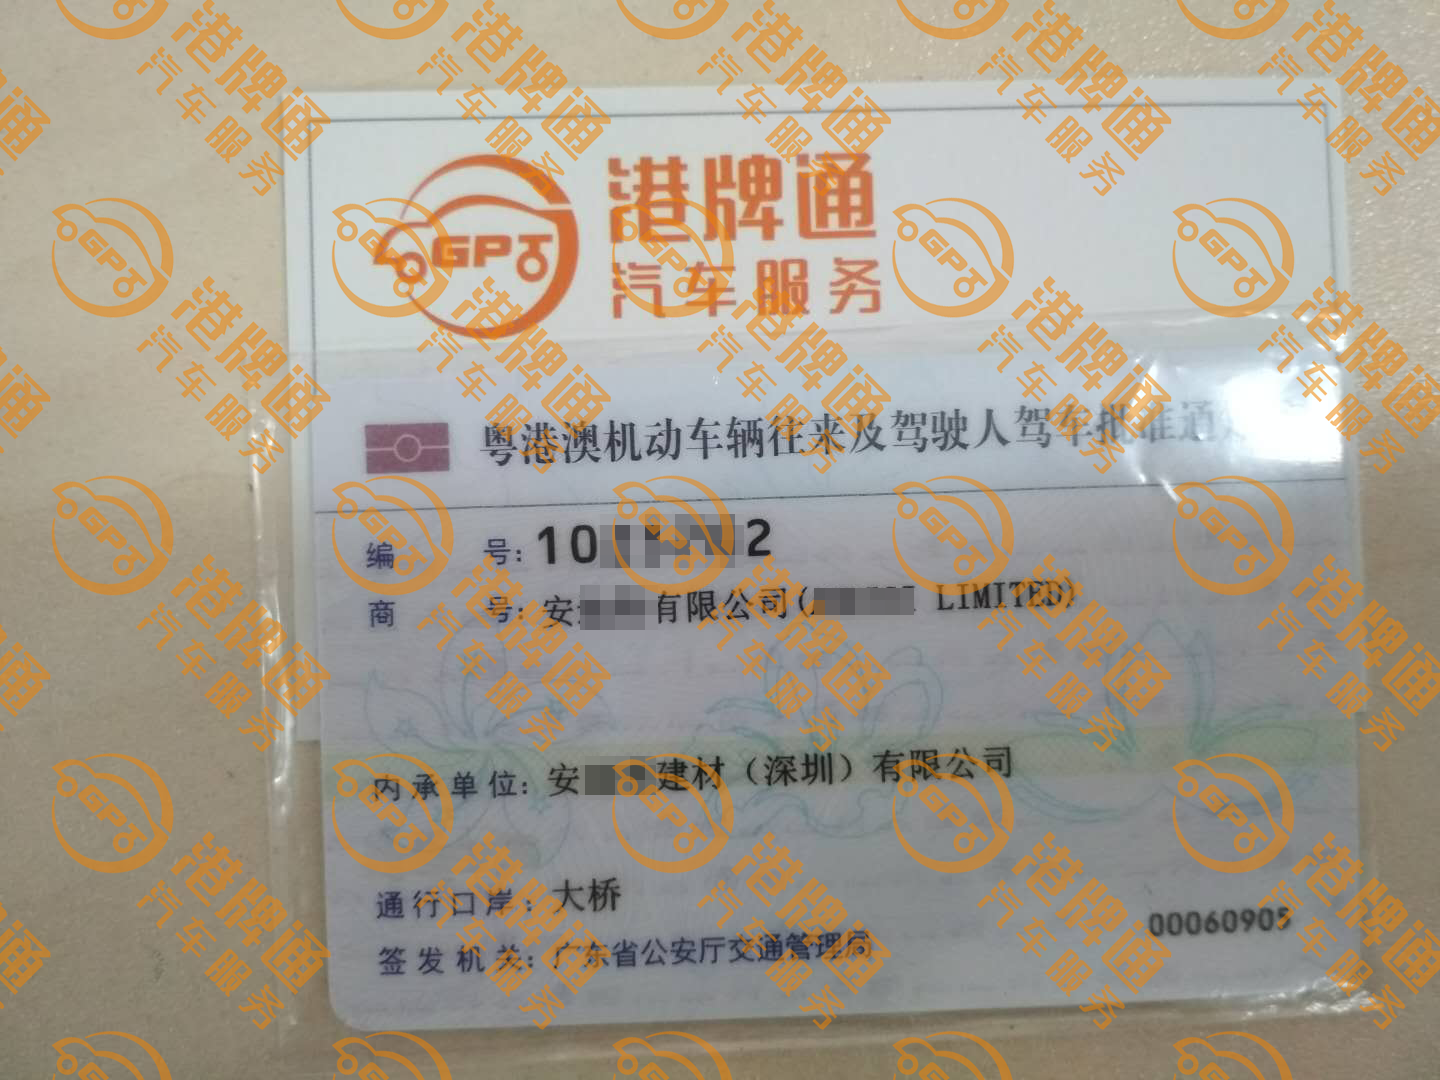 港牌通
汽车服务
GPT
粤港澳机动车辆往来及驾驶人驾车批准通
编 号: 10 2
商 号: 安 有限公司( LIMITED)
内承单位: 安 建材（深圳）有限公司
通行口岸: 大桥
00060905
签发机关: 广东省公安厅交通管理局